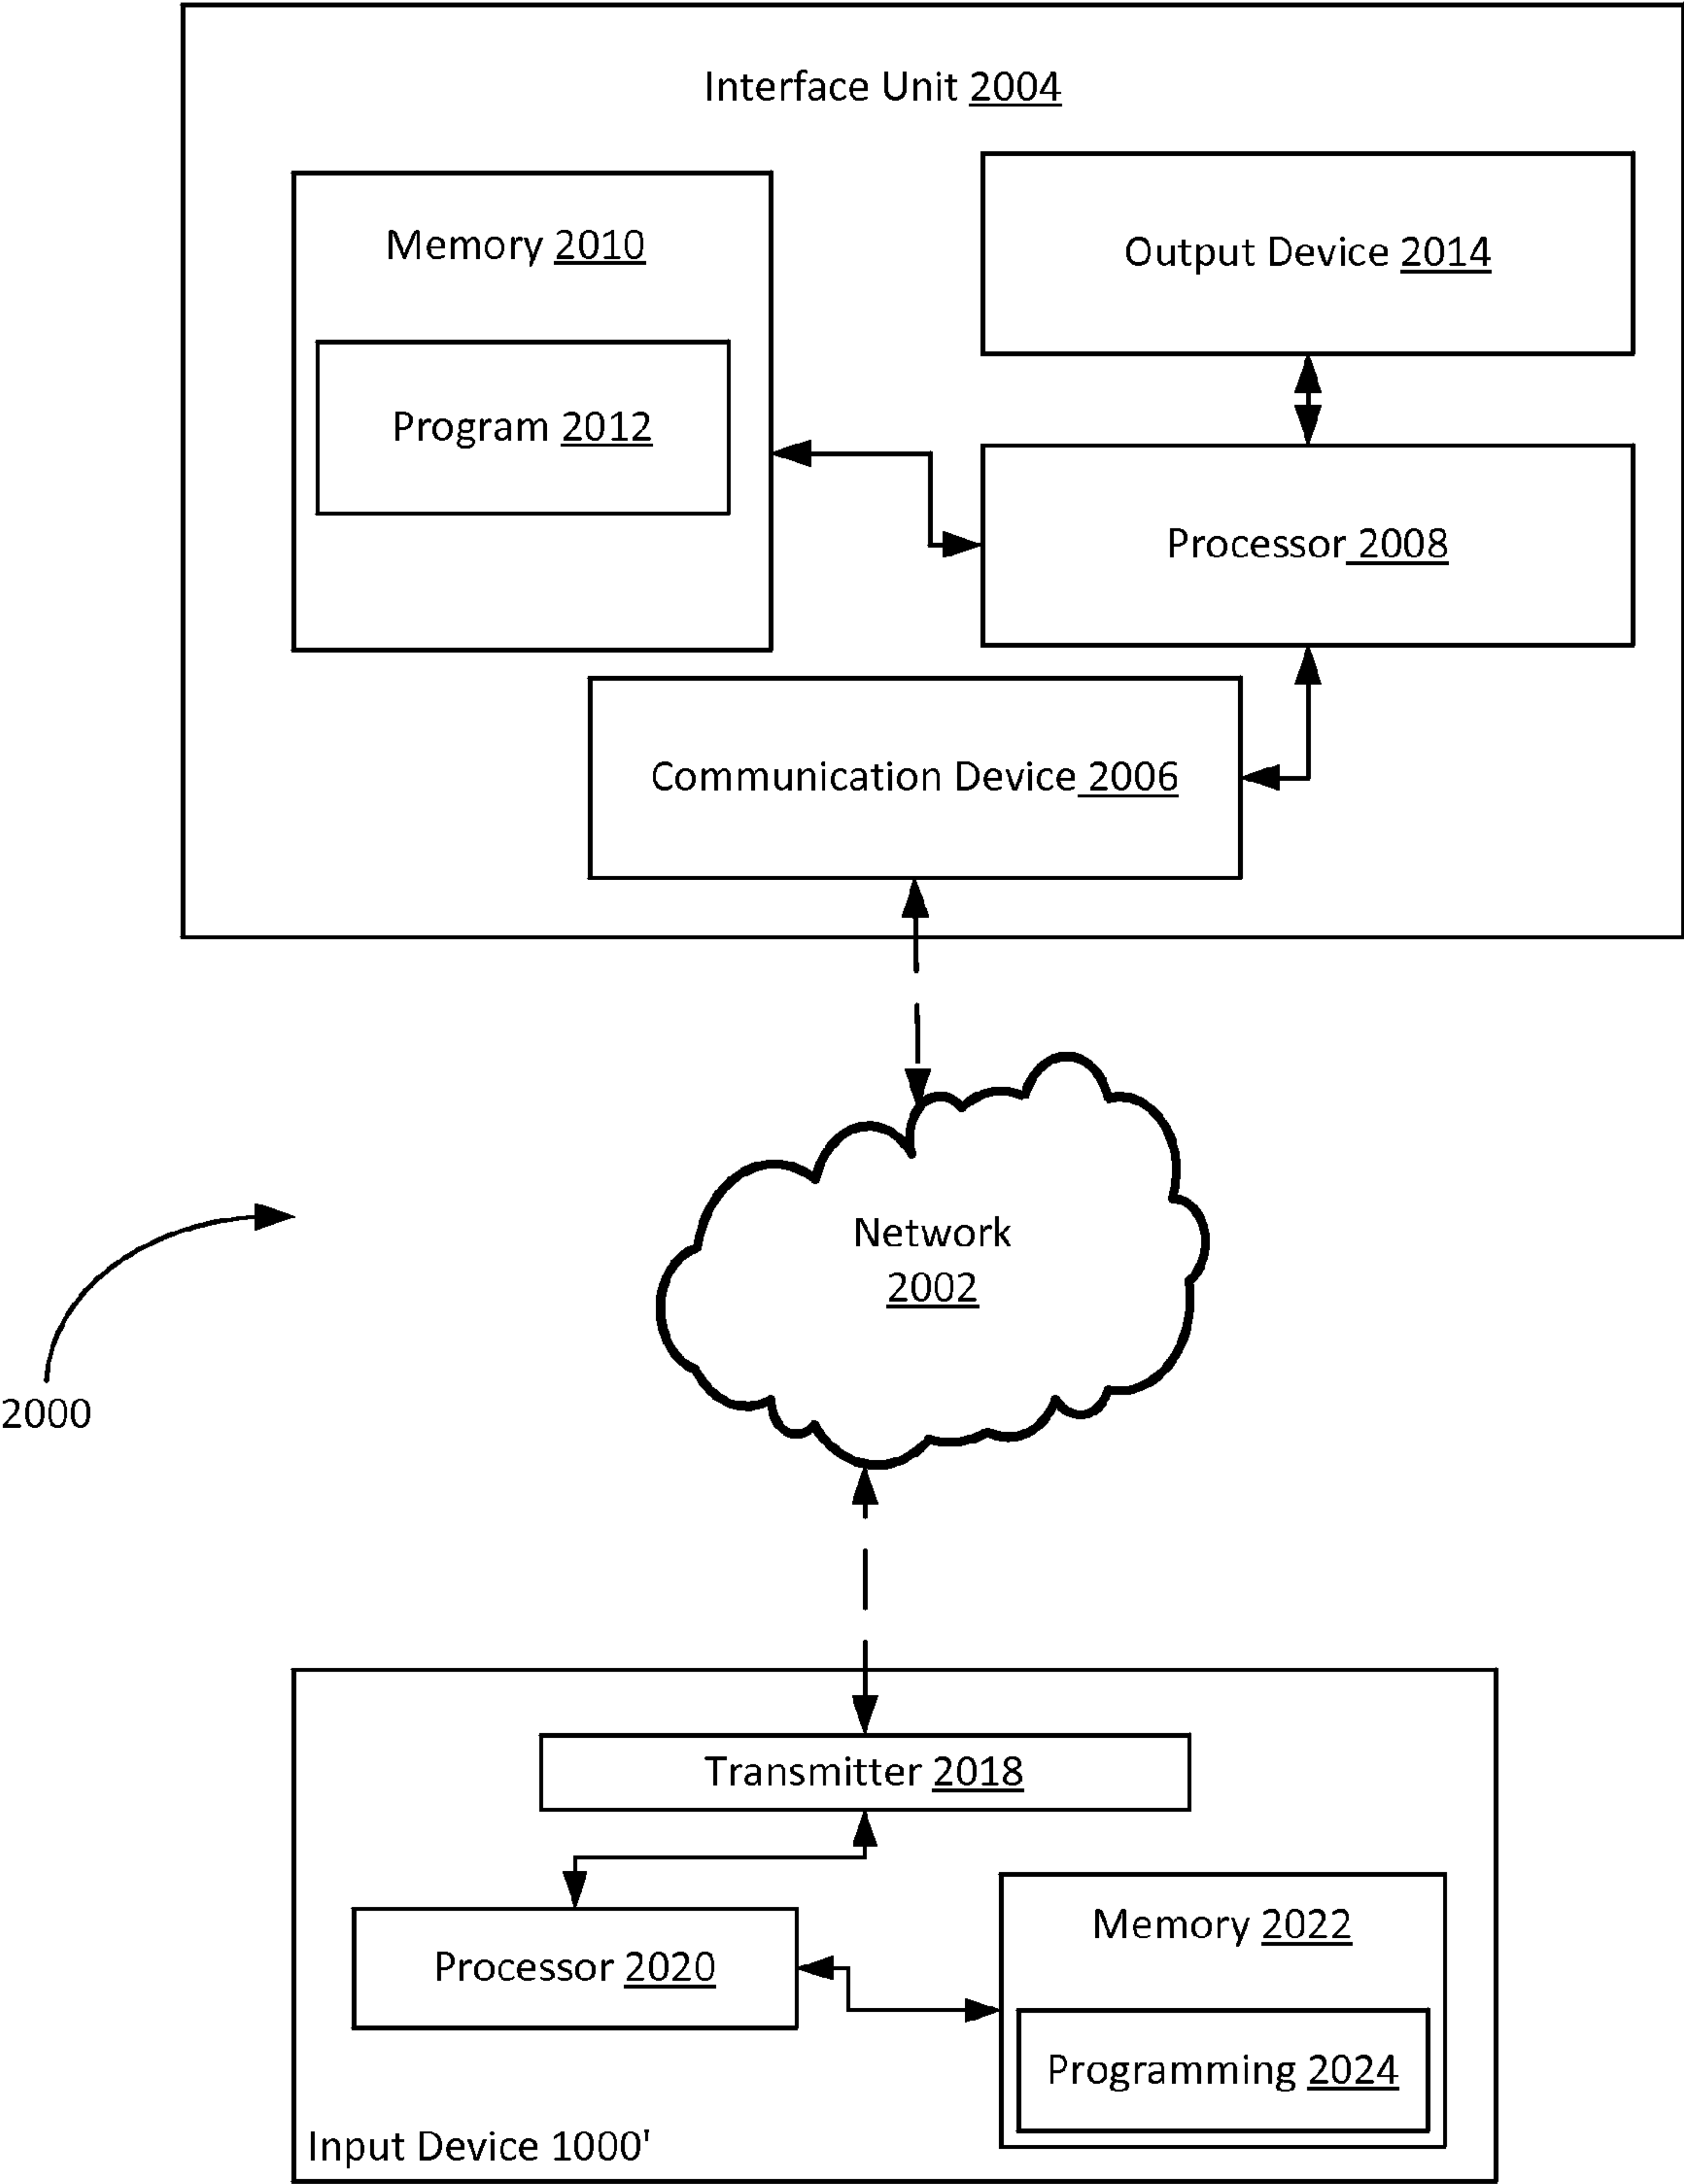 Interface Unit 2004
Memory 2010
Output Device 2014
Program 2012
Processor 2008
Communication Device 2006
Network
2002
2000
Transmitter 2018
Memory 2022
Processor 2020
Programming 2024
Input Device 1000'